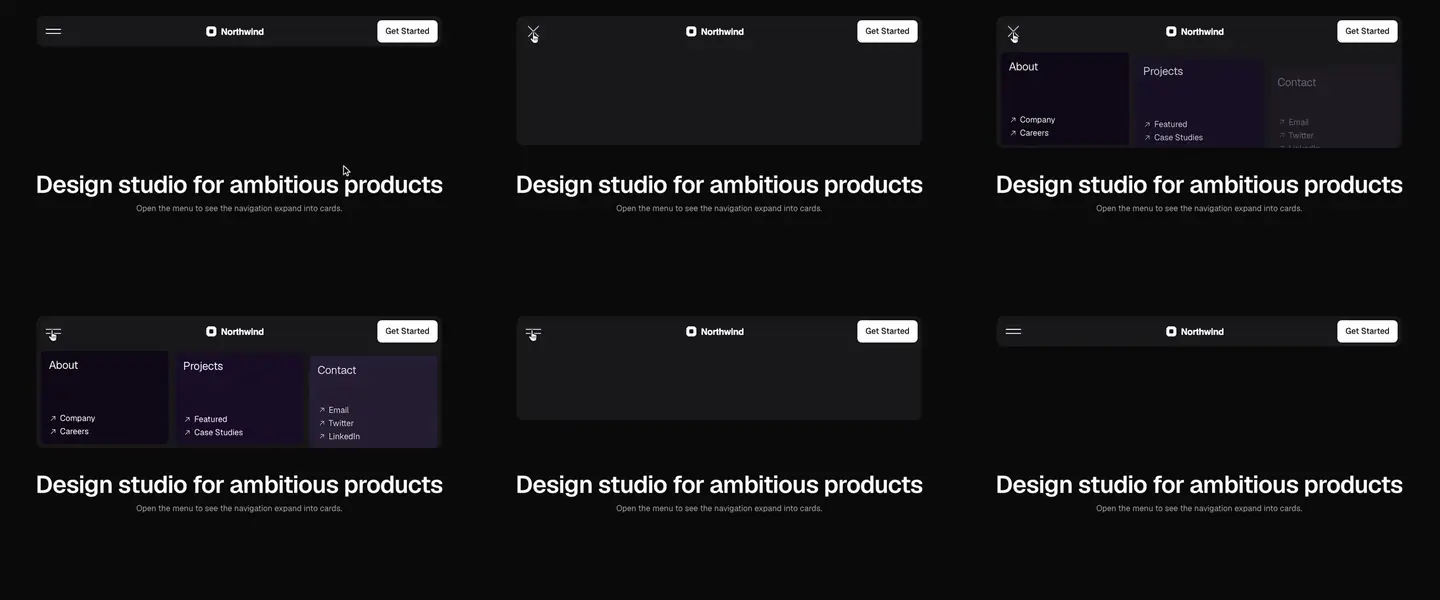 Northwind
Get Started
Design studio for ambitious products
Open the menu to see the navigation expand into cards.
Northwind
Get Started
Design studio for ambitious products
Open the menu to see the navigation expand into cards.
Northwind
Get Started
About
Projects
Contact
↗ Company
↗ Careers
↗ Featured
↗ Case Studies
↗ Email
↗ Twitter
↗ LinkedIn
Design studio for ambitious products
Open the menu to see the navigation expand into cards.
Northwind
Get Started
About
Projects
Contact
↗ Company
↗ Careers
↗ Featured
↗ Case Studies
↗ Email
↗ Twitter
↗ LinkedIn
Design studio for ambitious products
Open the menu to see the navigation expand into cards.
Northwind
Get Started
Design studio for ambitious products
Open the menu to see the navigation expand into cards.
Northwind
Get Started
Design studio for ambitious products
Open the menu to see the navigation expand into cards.